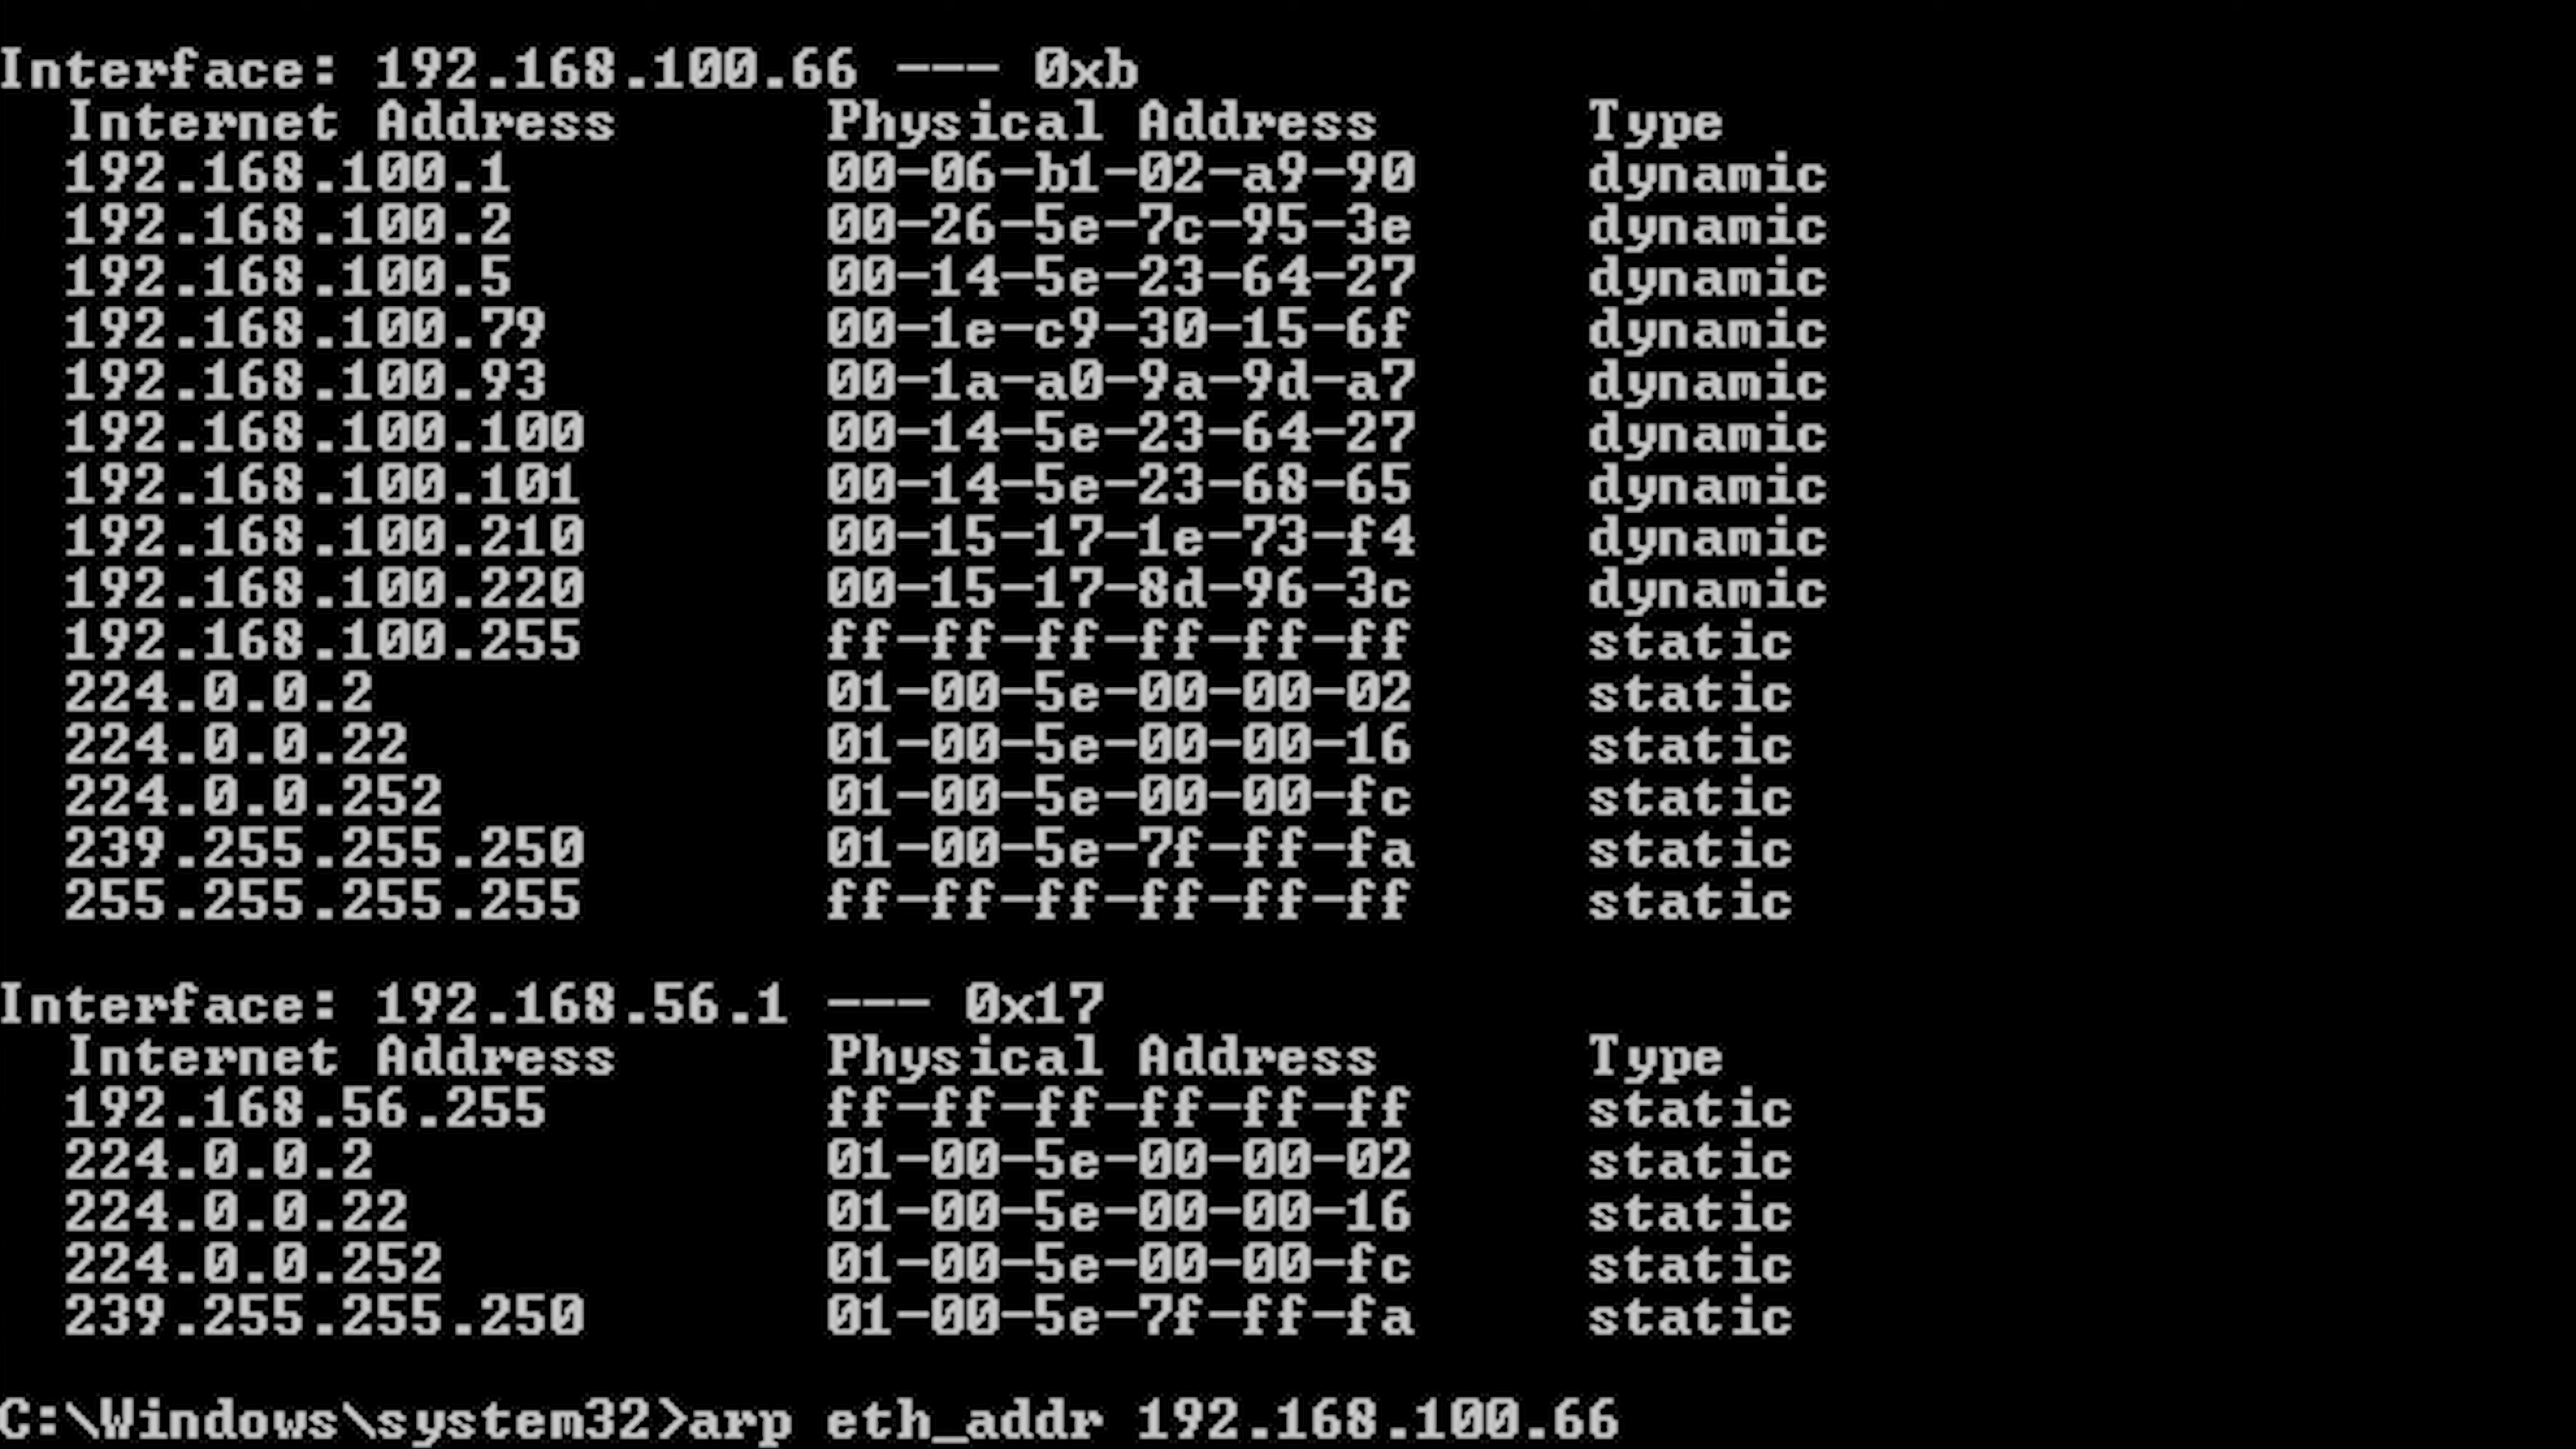 Interface: 192.168.100.66 --- 0xb
  Internet Address      Physical Address      Type
  192.168.100.1         00-06-b1-02-a9-90     dynamic
  192.168.100.2         00-26-5e-7c-95-3e     dynamic
  192.168.100.5         00-14-5e-23-64-27     dynamic
  192.168.100.79        00-1e-c9-30-15-6f     dynamic
  192.168.100.93        00-1a-a0-9a-9d-a7     dynamic
  192.168.100.100       00-14-5e-23-64-27     dynamic
  192.168.100.101       00-14-5e-23-68-65     dynamic
  192.168.100.210       00-15-17-1e-73-f4     dynamic
  192.168.100.220       00-15-17-8d-96-3c     dynamic
  192.168.100.255       ff-ff-ff-ff-ff-ff     static
  224.0.0.2             01-00-5e-00-00-02     static
  224.0.0.22            01-00-5e-00-00-16     static
  224.0.0.252           01-00-5e-00-00-fc     static
  239.255.255.250       01-00-5e-7f-ff-fa     static
  255.255.255.255       ff-ff-ff-ff-ff-ff     static
Interface: 192.168.56.1 --- 0x17
  Internet Address      Physical Address      Type
  192.168.56.255        ff-ff-ff-ff-ff-ff     static
  224.0.0.2             01-00-5e-00-00-02     static
  224.0.0.22            01-00-5e-00-00-16     static
  224.0.0.252           01-00-5e-00-00-fc     static
  239.255.255.250       01-00-5e-7f-ff-fa     static
C:\Windows\system32>arp eth_addr 192.168.100.66